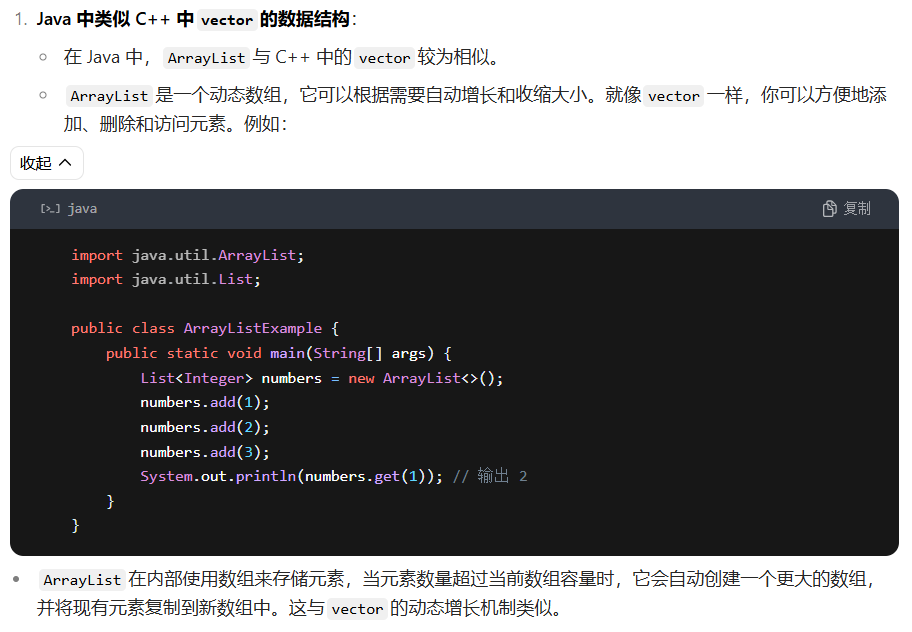 1. Java 中类似 C++ 中 vector 的数据结构：
在 Java 中，ArrayList 与 C++ 中的 vector 较为相似。
ArrayList 是一个动态数组，它可以根据需要自动增长和收缩大小。就像 vector 一样，你可以方便地添
加、删除和访问元素。例如：
收起
[>_] java 复制
import java.util.ArrayList;
import java.util.List;
public class ArrayListExample {
public static void main(String[] args) {
List<Integer> numbers = new ArrayList<>();
numbers.add(1);
numbers.add(2);
numbers.add(3);
System.out.println(numbers.get(1)); // 输出 2
}
}
ArrayList 在内部使用数组来存储元素，当元素数量超过当前数组容量时，它会自动创建一个更大的数组，
并将现有元素复制到新数组中。这与 vector 的动态增长机制类似。